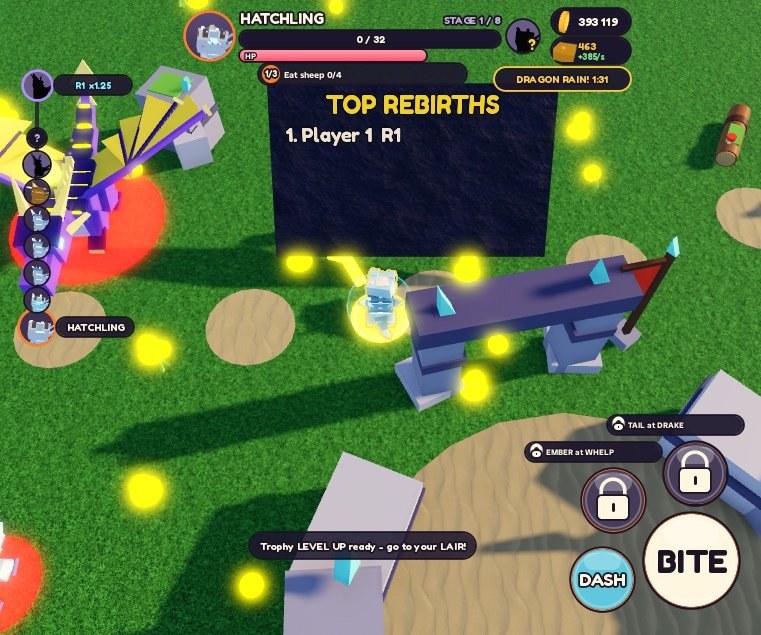 HATCHLING
STAGE 1 / 8
0 / 32
HP
?
393 119
463
+385/s
1/3 Eat sheep 0/4
DRAGON RAIN! 1:31
R1 x1.25
TOP REBIRTHS
1. Player 1 R1
?
HATCHLING
TAIL at DRAKE
EMBER at WHELP
Trophy LEVEL UP ready - go to your LAIR!
DASH
BITE